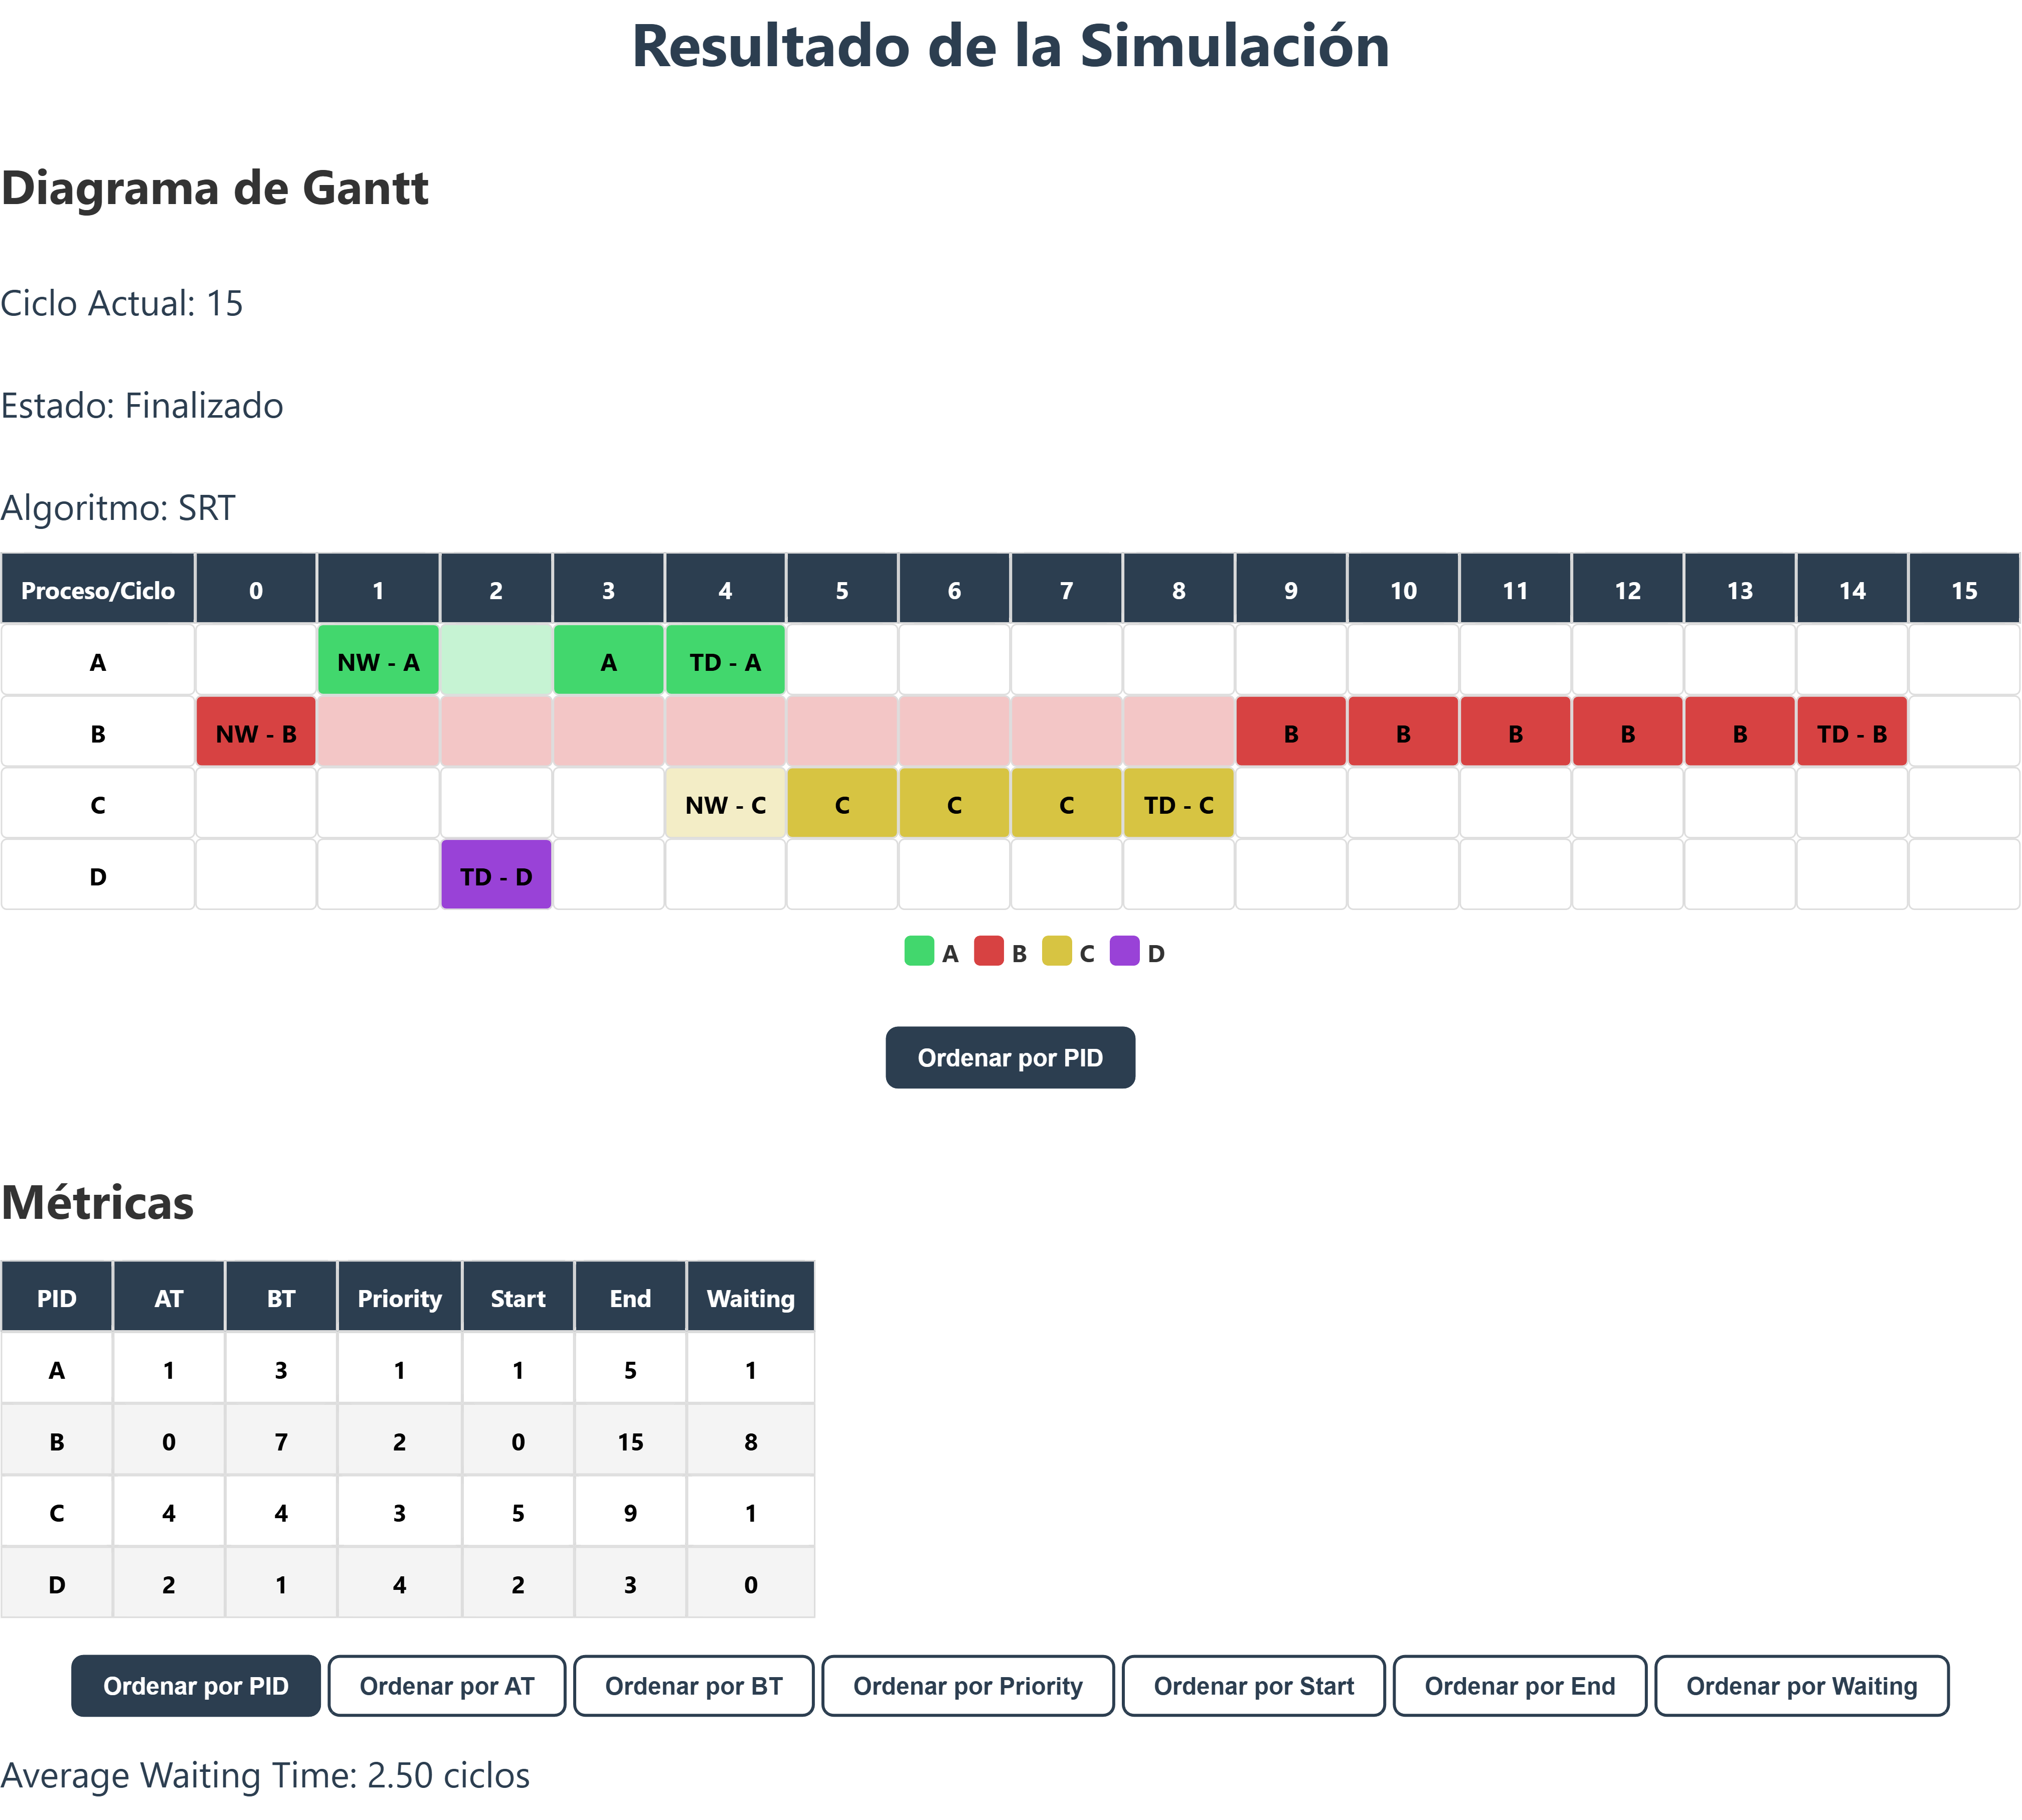 Resultado de la Simulación
Diagrama de Gantt
Ciclo Actual: 15
Estado: Finalizado
Algoritmo: SRT
Proceso/Ciclo 0 1 2 3 4 5 6 7 8 9 10 11 12 13 14 15
A NW - A A TD - A
B NW - B B B B B B TD - B
C NW - C C C C TD - C
D TD - D
A B C D
Ordenar por PID
Métricas
PID AT BT Priority Start End Waiting
A 1 3 1 1 5 1
B 0 7 2 0 15 8
C 4 4 3 5 9 1
D 2 1 4 2 3 0
Ordenar por PID Ordenar por AT Ordenar por BT Ordenar por Priority Ordenar por Start Ordenar por End Ordenar por Waiting
Average Waiting Time: 2.50 ciclos